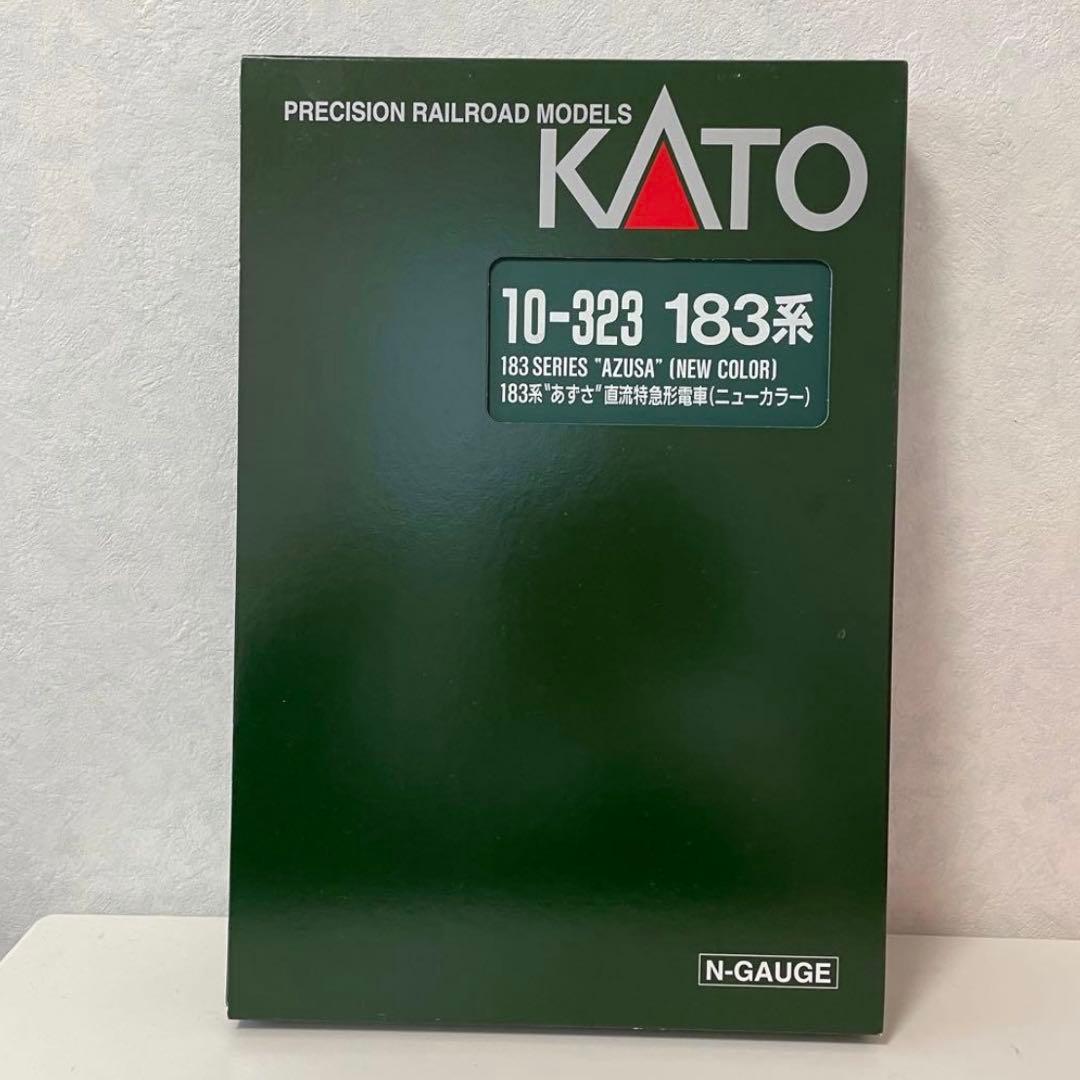 PRECISION RAILROAD MODELS
KATO
10-323 183系
183 SERIES "AZUSA" (NEW COLOR)
183系"あずさ"直流特急形電車(ニューカラー)
N-GAUGE